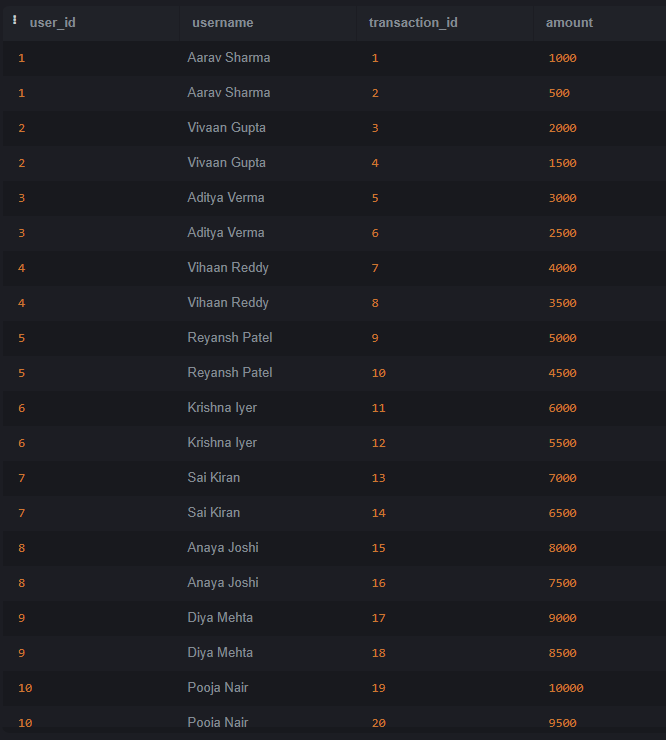 user_id username transaction_id amount
1 Aarav Sharma 1 1000
1 Aarav Sharma 2 500
2 Vivaan Gupta 3 2000
2 Vivaan Gupta 4 1500
3 Aditya Verma 5 3000
3 Aditya Verma 6 2500
4 Vihaan Reddy 7 4000
4 Vihaan Reddy 8 3500
5 Reyansh Patel 9 5000
5 Reyansh Patel 10 4500
6 Krishna Iyer 11 6000
6 Krishna Iyer 12 5500
7 Sai Kiran 13 7000
7 Sai Kiran 14 6500
8 Anaya Joshi 15 8000
8 Anaya Joshi 16 7500
9 Diya Mehta 17 9000
9 Diya Mehta 18 8500
10 Pooja Nair 19 10000
10 Pooja Nair 20 9500